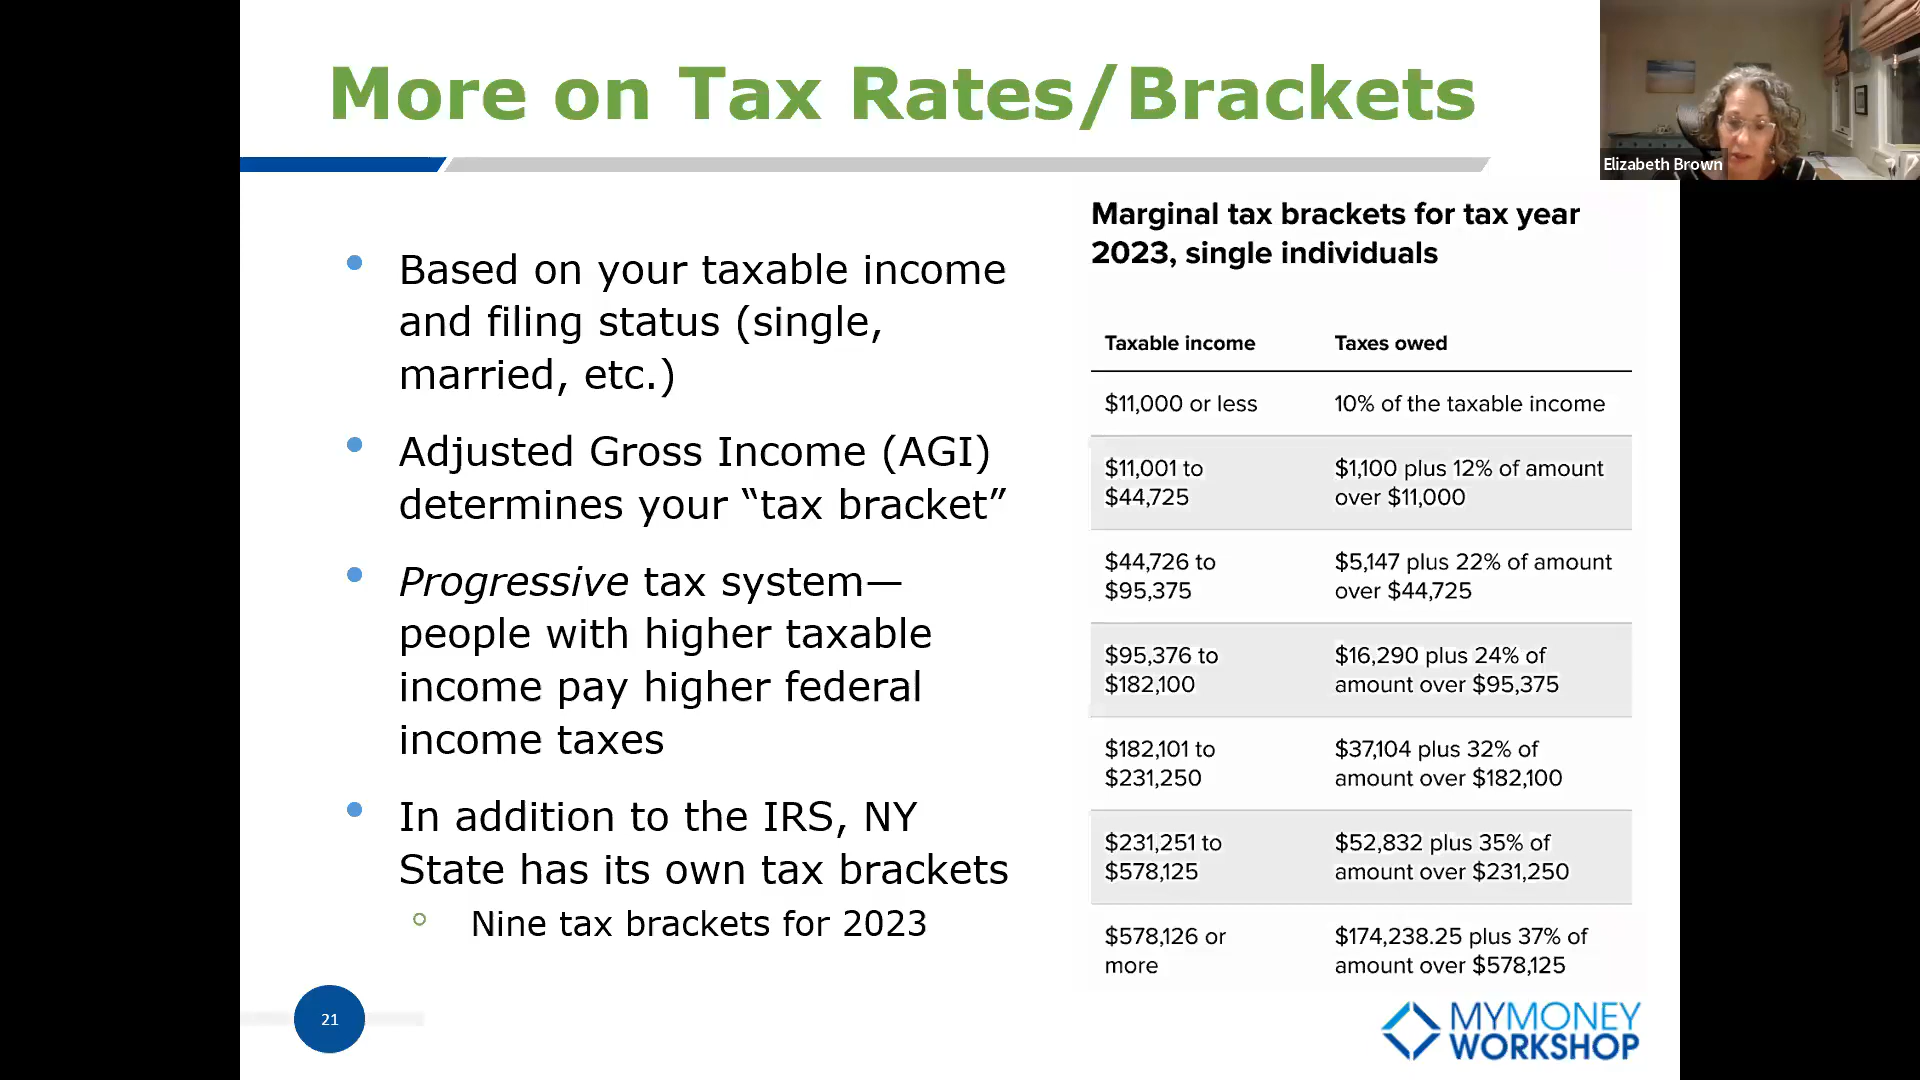 More on Tax Rates/Brackets
Elizabeth Brown
• Based on your taxable income
and filing status (single,
married, etc.)
• Adjusted Gross Income (AGI)
determines your “tax bracket”
• Progressive tax system—
people with higher taxable
income pay higher federal
income taxes
• In addition to the IRS, NY
State has its own tax brackets
○ Nine tax brackets for 2023
Marginal tax brackets for tax year
2023, single individuals
Taxable income Taxes owed
$11,000 or less 10% of the taxable income
$11,001 to $1,100 plus 12% of amount
$44,725 over $11,000
$44,726 to $5,147 plus 22% of amount
$95,375 over $44,725
$95,376 to $16,290 plus 24% of
$182,100 amount over $95,375
$182,101 to $37,104 plus 32% of
$231,250 amount over $182,100
$231,251 to $52,832 plus 35% of
$578,125 amount over $231,250
$578,126 or $174,238.25 plus 37% of
more amount over $578,125
21
MYMONEY
WORKSHOP